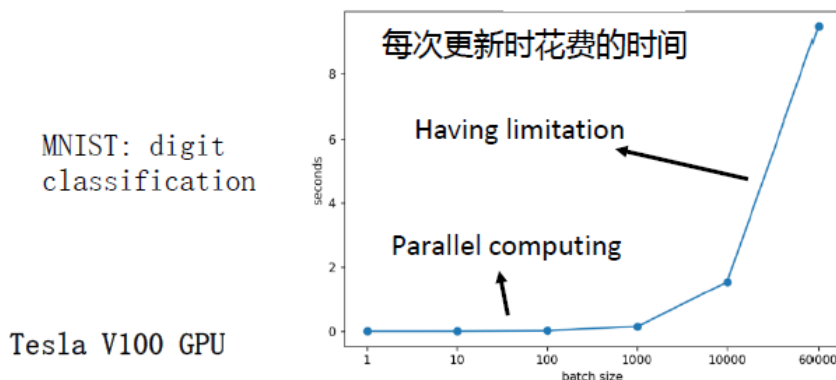 每次更新时花费的时间
MNIST: digit
classification
Tesla V100 GPU
Having limitation
Parallel computing
seconds
8
6
4
2
0
1 10 100 1000 10000 60000
batch size